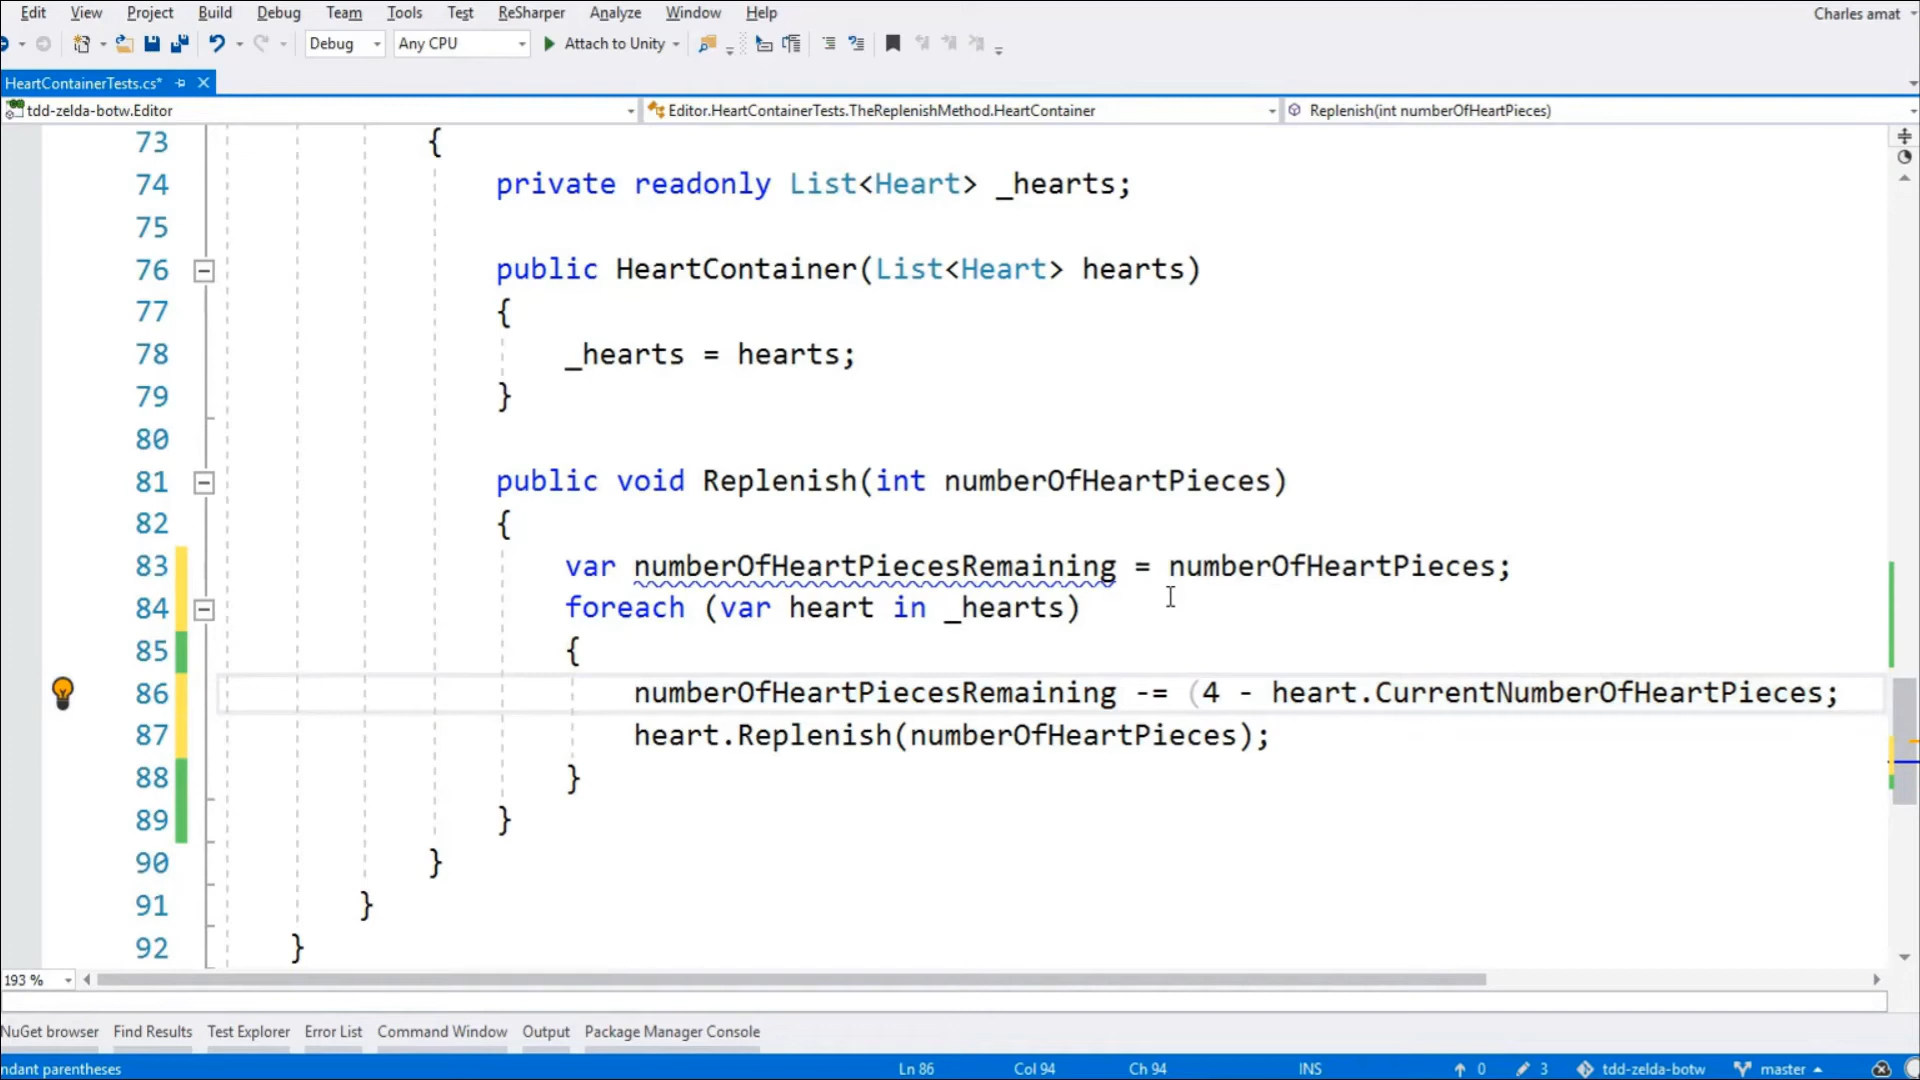 Edit View Project Build Debug Team Tools Test ReSharper Analyze Window Help Charles amat
Debug Any CPU Attach to Unity
HeartContainerTests.cs*
tdd-zelda-botw.Editor Editor.HeartContainerTests.TheReplenishMethod.HeartContainer Replenish(int numberOfHeartPieces)
73 {
74 private readonly List<Heart> _hearts;
75
76 public HeartContainer(List<Heart> hearts)
77 {
78 _hearts = hearts;
79 }
80
81 public void Replenish(int numberOfHeartPieces)
82 {
83 var numberOfHeartPiecesRemaining = numberOfHeartPieces;
84 foreach (var heart in _hearts)
85 {
86 numberOfHeartPiecesRemaining -= (4 - heart.CurrentNumberOfHeartPieces;
87 heart.Replenish(numberOfHeartPieces);
88 }
89 }
90 }
91 }
92 }
193 %
NuGet browser Find Results Test Explorer Error List Command Window Output Package Manager Console
ndant parentheses Ln 86 Col 94 Ch 94 INS 0 3 tdd-zelda-botw master